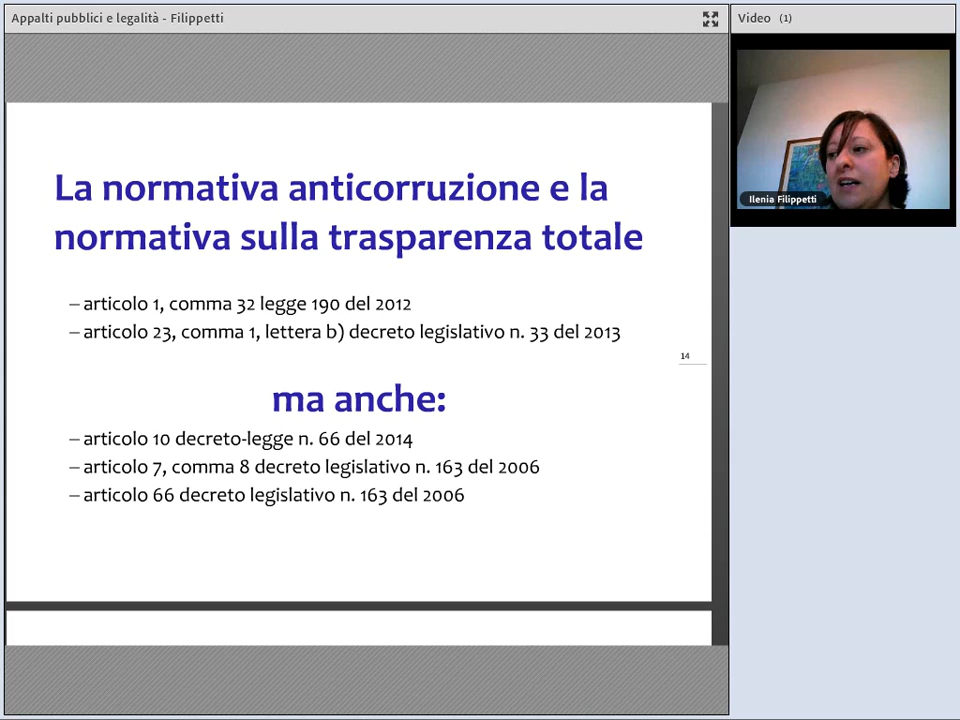 Appalti pubblici e legalità - Filippetti
Video (1)
Ilenia Filippetti
La normativa anticorruzione e la
normativa sulla trasparenza totale
– articolo 1, comma 32 legge 190 del 2012
– articolo 23, comma 1, lettera b) decreto legislativo n. 33 del 2013
14
ma anche:
– articolo 10 decreto-legge n. 66 del 2014
– articolo 7, comma 8 decreto legislativo n. 163 del 2006
– articolo 66 decreto legislativo n. 163 del 2006